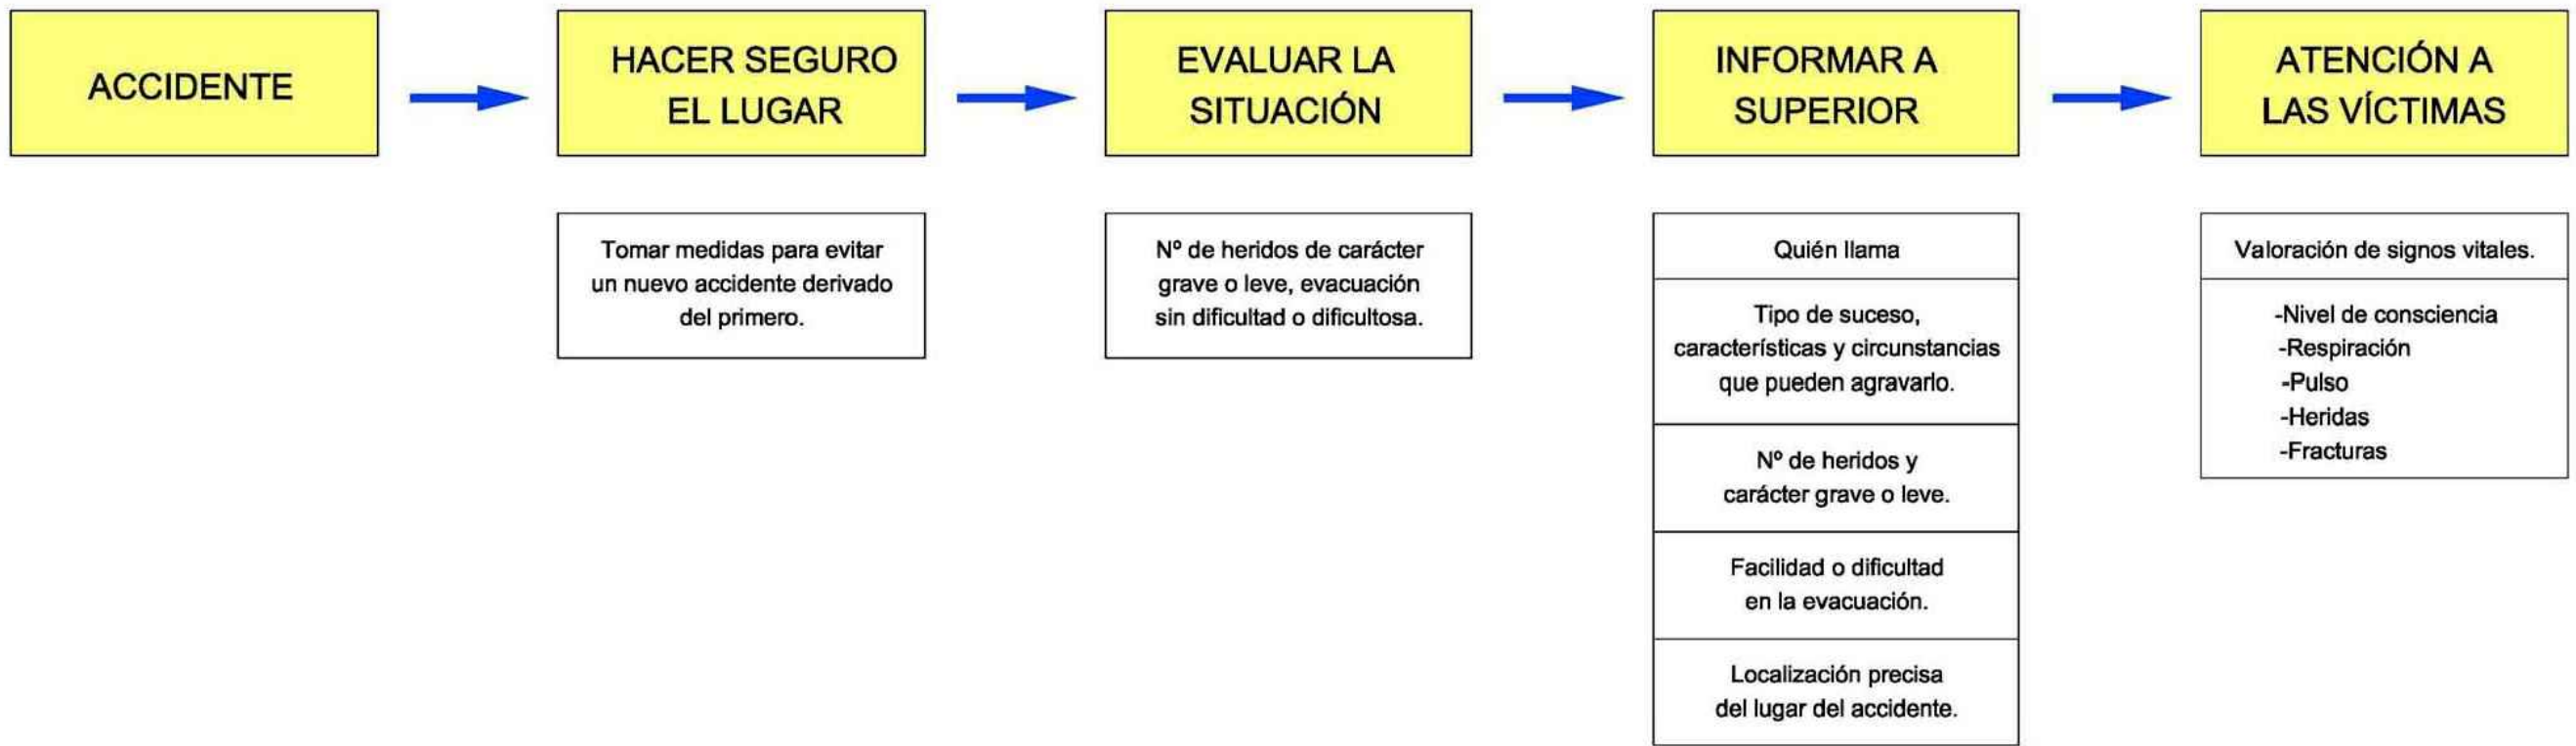 ACCIDENTE
HACER SEGURO
EL LUGAR
EVALUAR LA
SITUACIÓN
INFORMAR A
SUPERIOR
ATENCIÓN A
LAS VÍCTIMAS
Tomar medidas para evitar
un nuevo accidente derivado
del primero.
Nº de heridos de carácter
grave o leve, evacuación
sin dificultad o dificultosa.
Quién llama
Tipo de suceso,
características y circunstancias
que pueden agravarlo.
Nº de heridos y
carácter grave o leve.
Facilidad o dificultad
en la evacuación.
Localización precisa
del lugar del accidente.
Valoración de signos vitales.
-Nivel de consciencia
-Respiración
-Pulso
-Heridas
-Fracturas